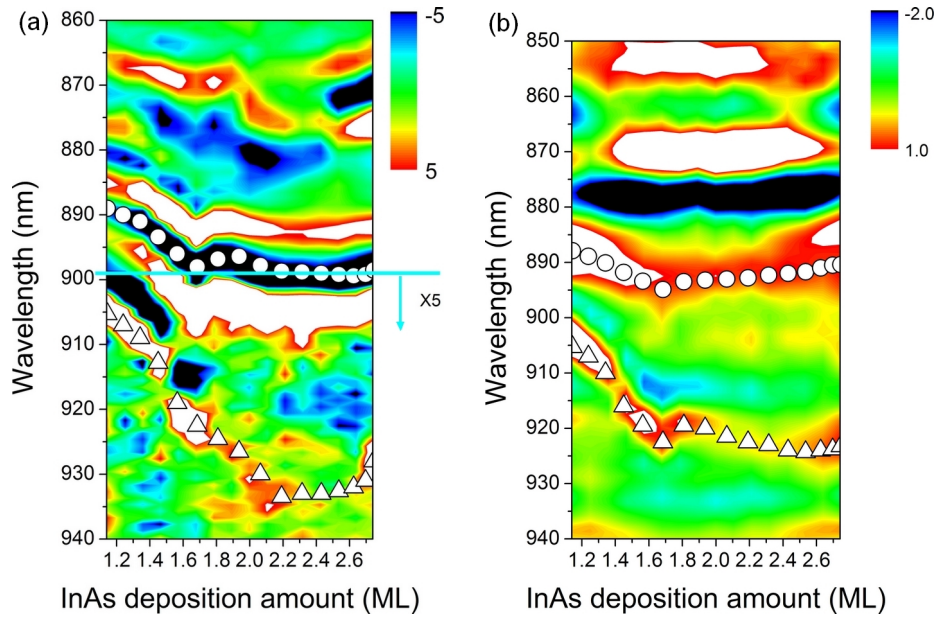 (a)
860
870
880
890
900
910
920
930
940
Wavelength (nm)
1.2 1.4 1.6 1.8 2.0 2.2 2.4 2.6
InAs deposition amount (ML)
-5
5
X5
(b)
850
860
870
880
890
900
910
920
930
940
Wavelength (nm)
1.2 1.4 1.6 1.8 2.0 2.2 2.4 2.6
InAs deposition amount (ML)
-2.0
1.0